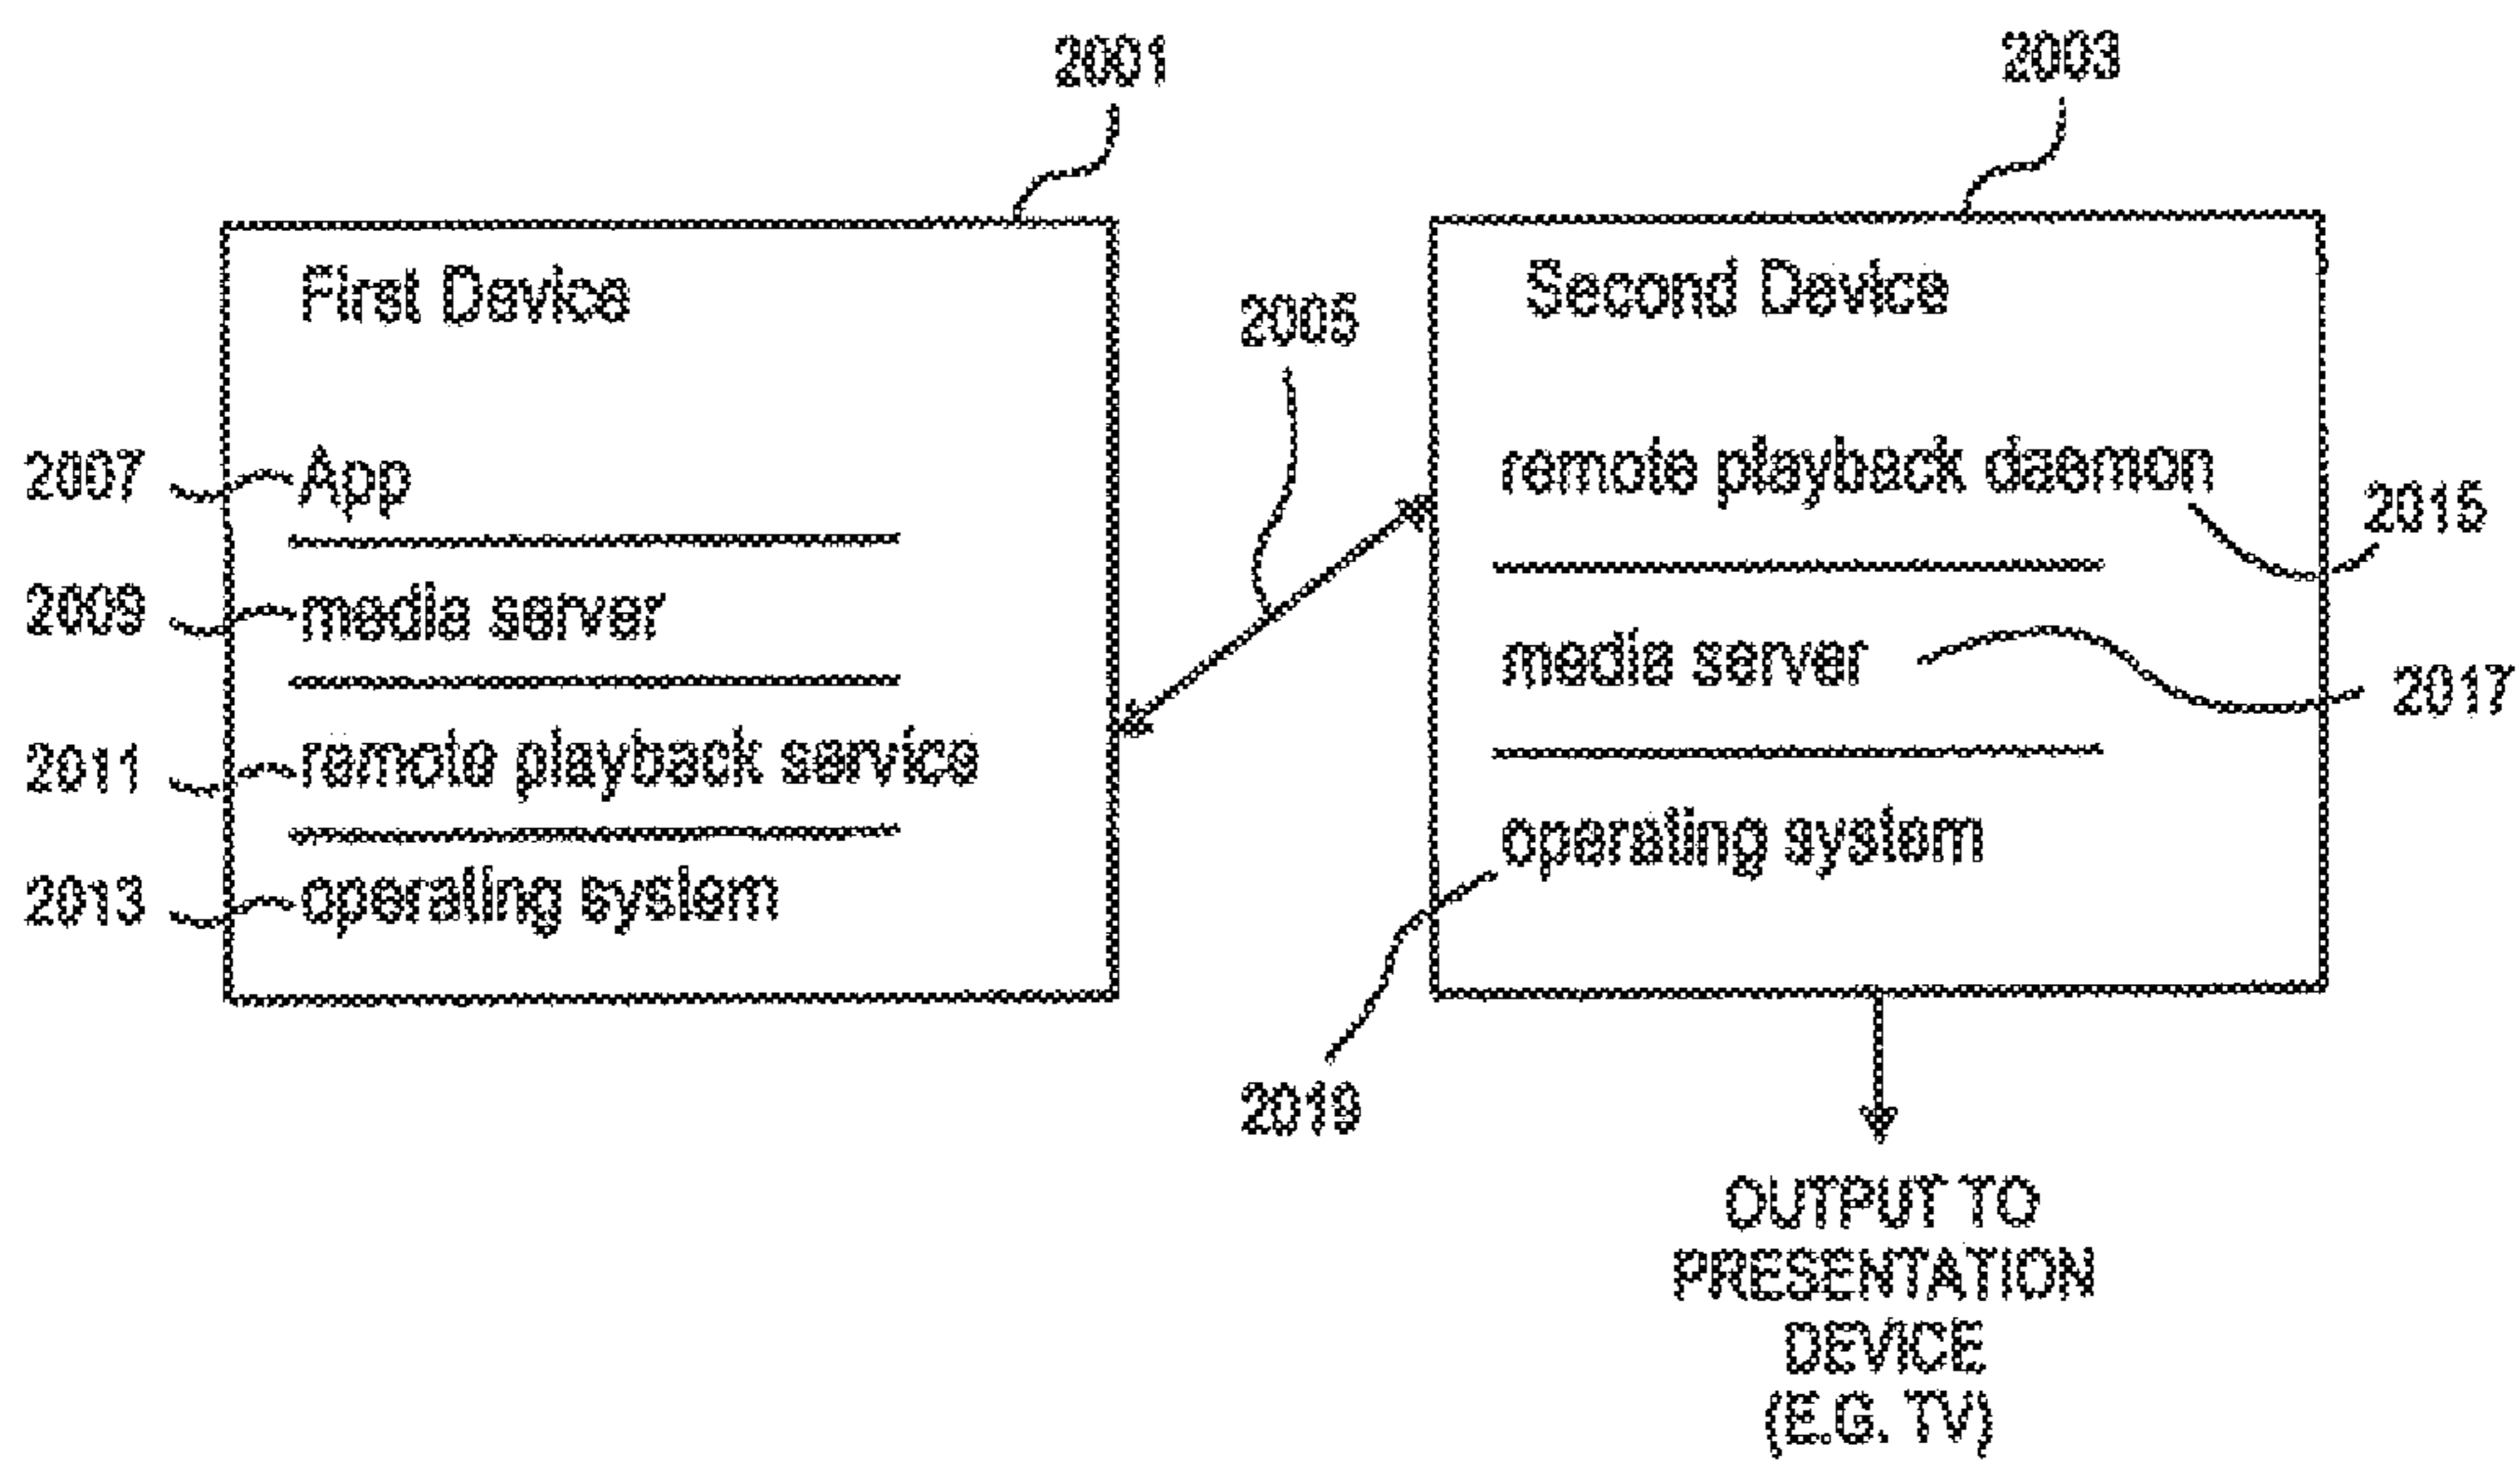 2001
2003
First Device
Second Device
2005
2007
App
remote playback daemon
2015
2009
media server
media server
2017
2011
remote playback service
operating system
2013
operating system
2019
OUTPUT TO
PRESENTATION
DEVICE
(E.G. TV)